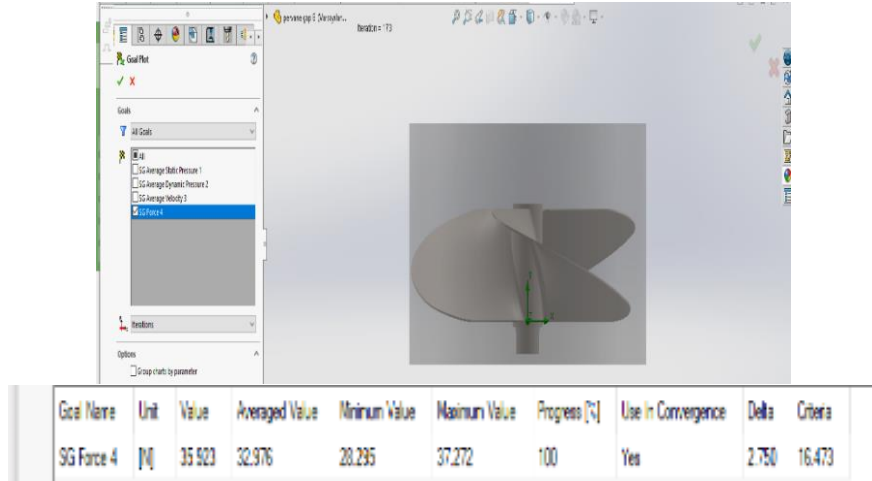 Iteration = 173
Goal Plot
Goals
All Goals
All
SG Average Static Pressure 1
SG Average Dynamic Pressure 2
SG Average Velocity 3
SG Force 4
Iterations
Options
Group charts by parameter
Goal Name Unit Value Averaged Value Minimum Value Maximum Value Progress [%] Use In Convergence Delta Criteria
SG Force 4 [N] 35.923 32.976 28.295 37.272 100 Yes 2.750 16.473